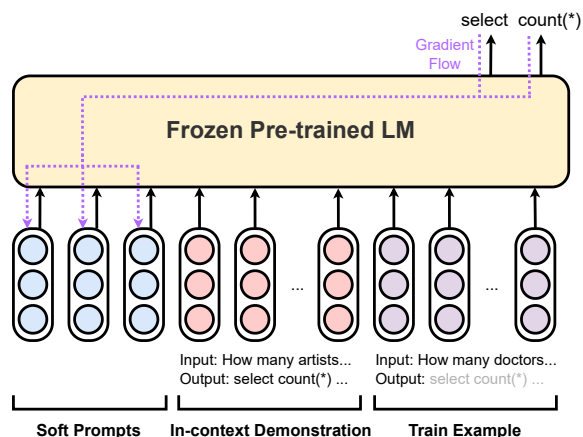 select count(*)
Gradient
Flow
Frozen Pre-trained LM
... ...
Input: How many artists... Input: How many doctors...
Output: select count(*) ... Output: select count(*) ...
Soft Prompts In-context Demonstration Train Example